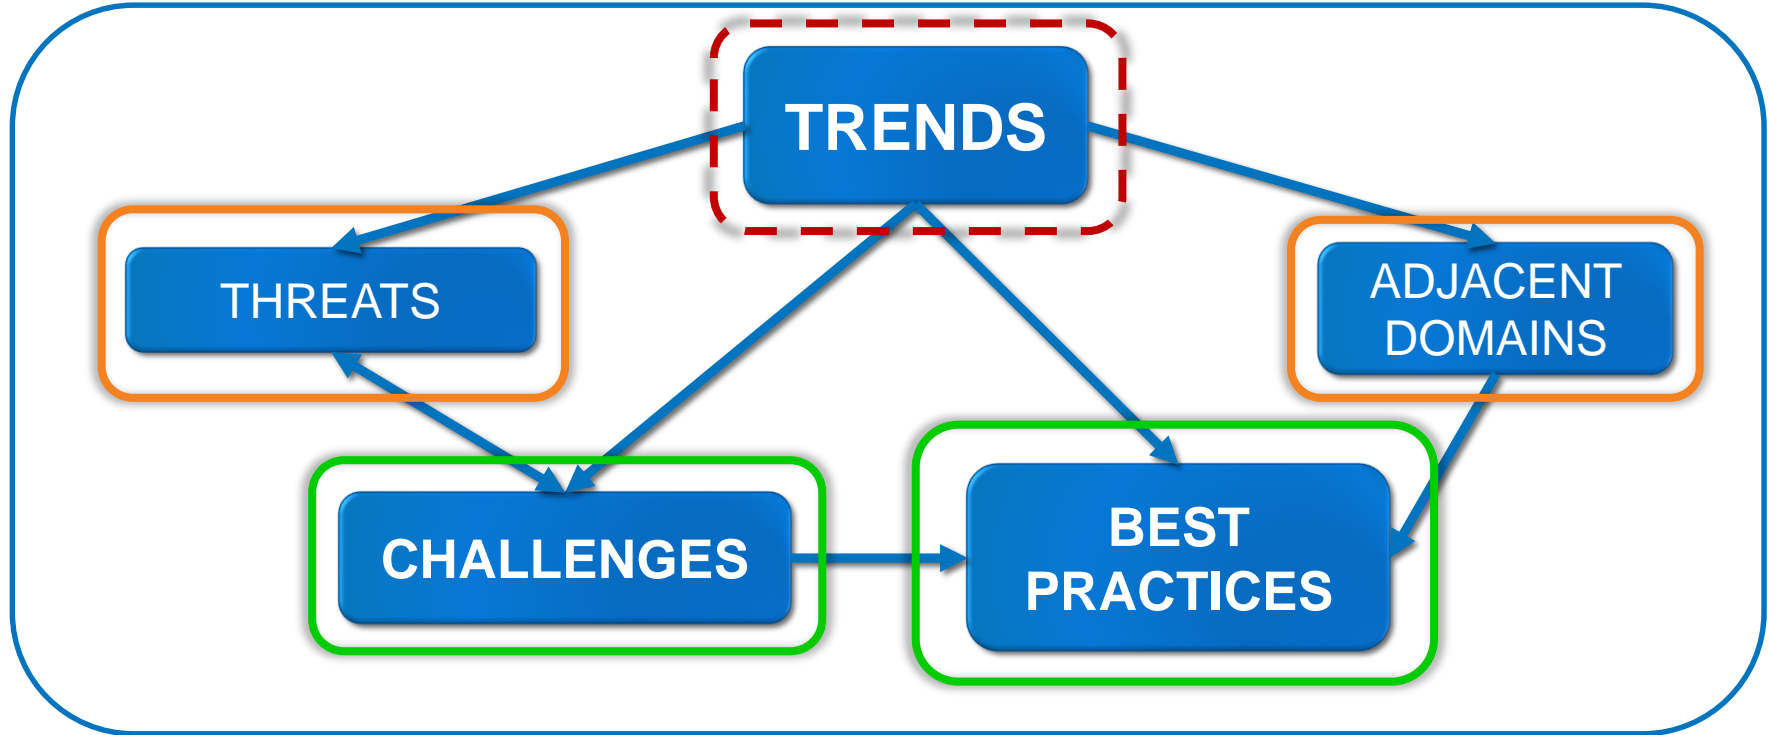 TRENDS
THREATS
ADJACENT
DOMAINS
CHALLENGES
BEST
PRACTICES